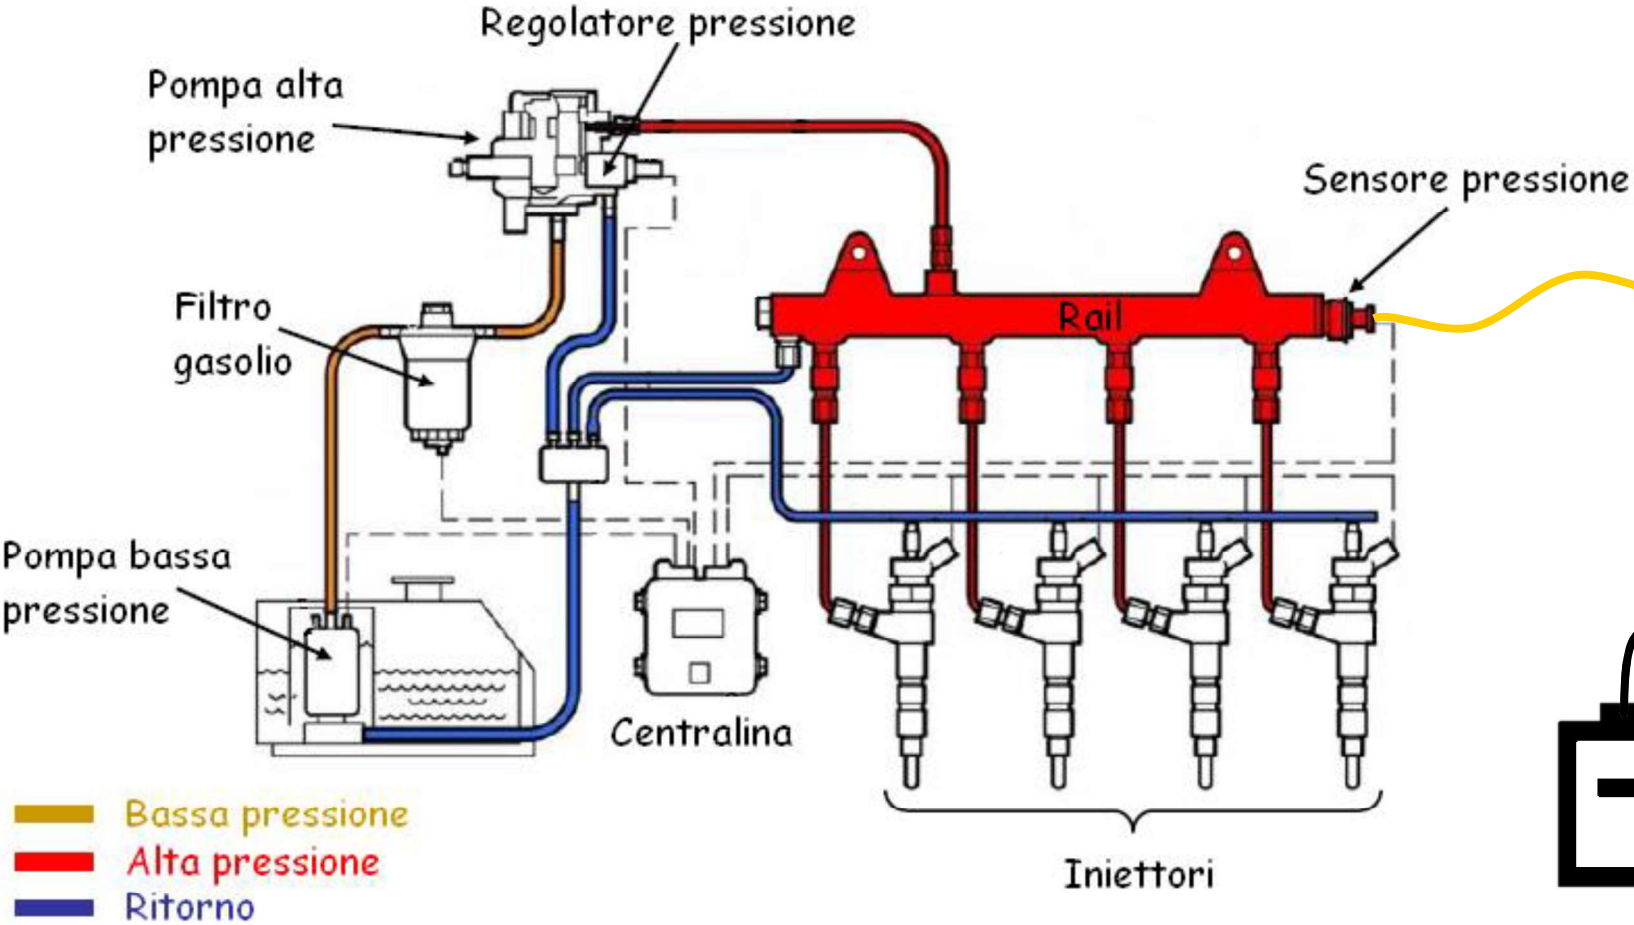 Regolatore pressione
Pompa alta
pressione
Sensore pressione
Filtro
gasolio
Rail
Pompa bassa
pressione
Centralina
Bassa pressione
Alta pressione
Ritorno
Iniettori